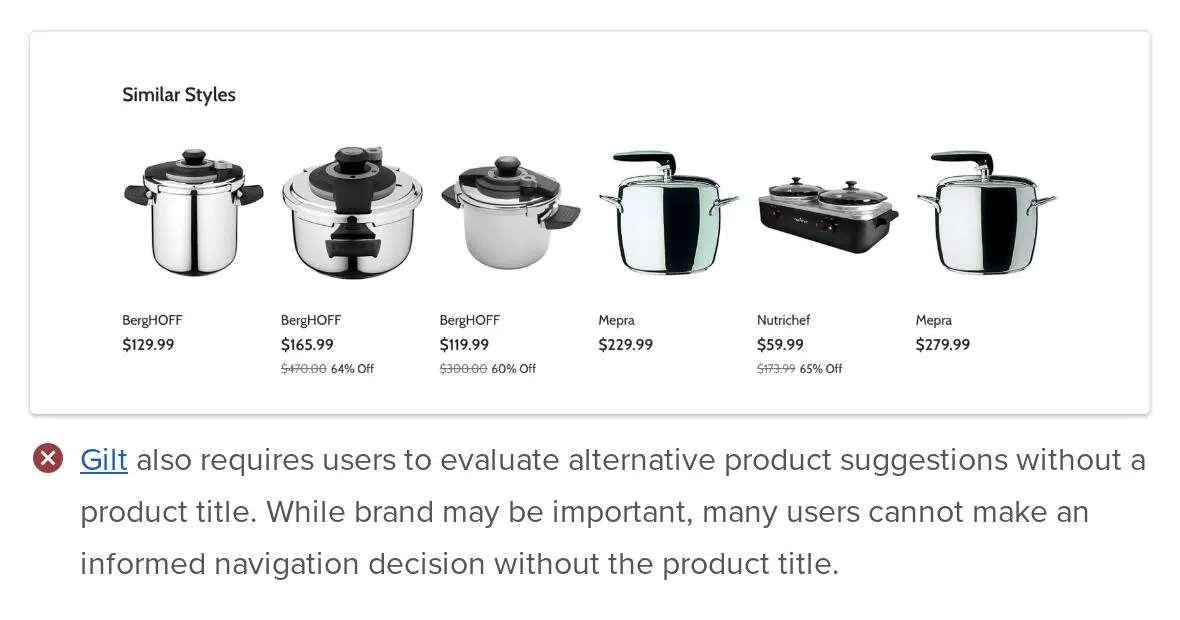 Similar Styles
BergHOFF
$129.99
BergHOFF
$165.99
$470.00 64% Off
BergHOFF
$119.99
$300.00 60% Off
Mepra
$229.99
Nutrichef
$59.99
$173.99 65% Off
Mepra
$279.99
Gilt also requires users to evaluate alternative product suggestions without a
product title. While brand may be important, many users cannot make an
informed navigation decision without the product title.